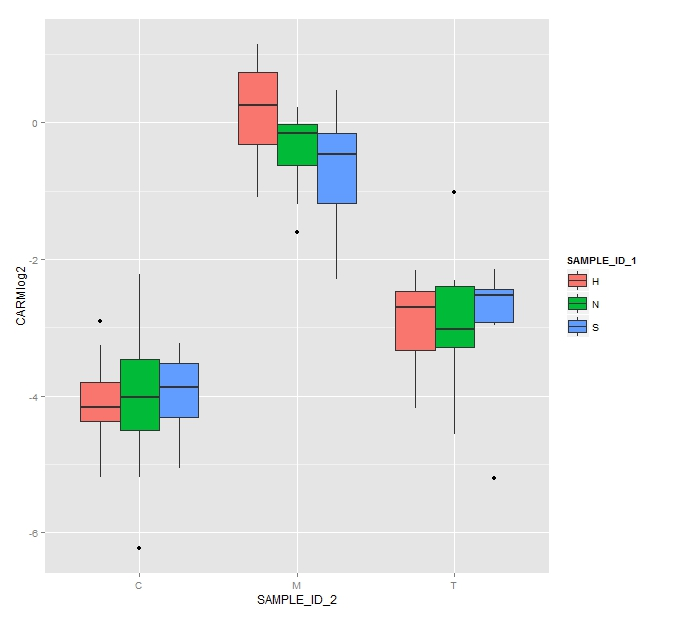 CARMlog2
0
-2
-4
-6
C
M
T
SAMPLE_ID_2
SAMPLE_ID_1
H
N
S